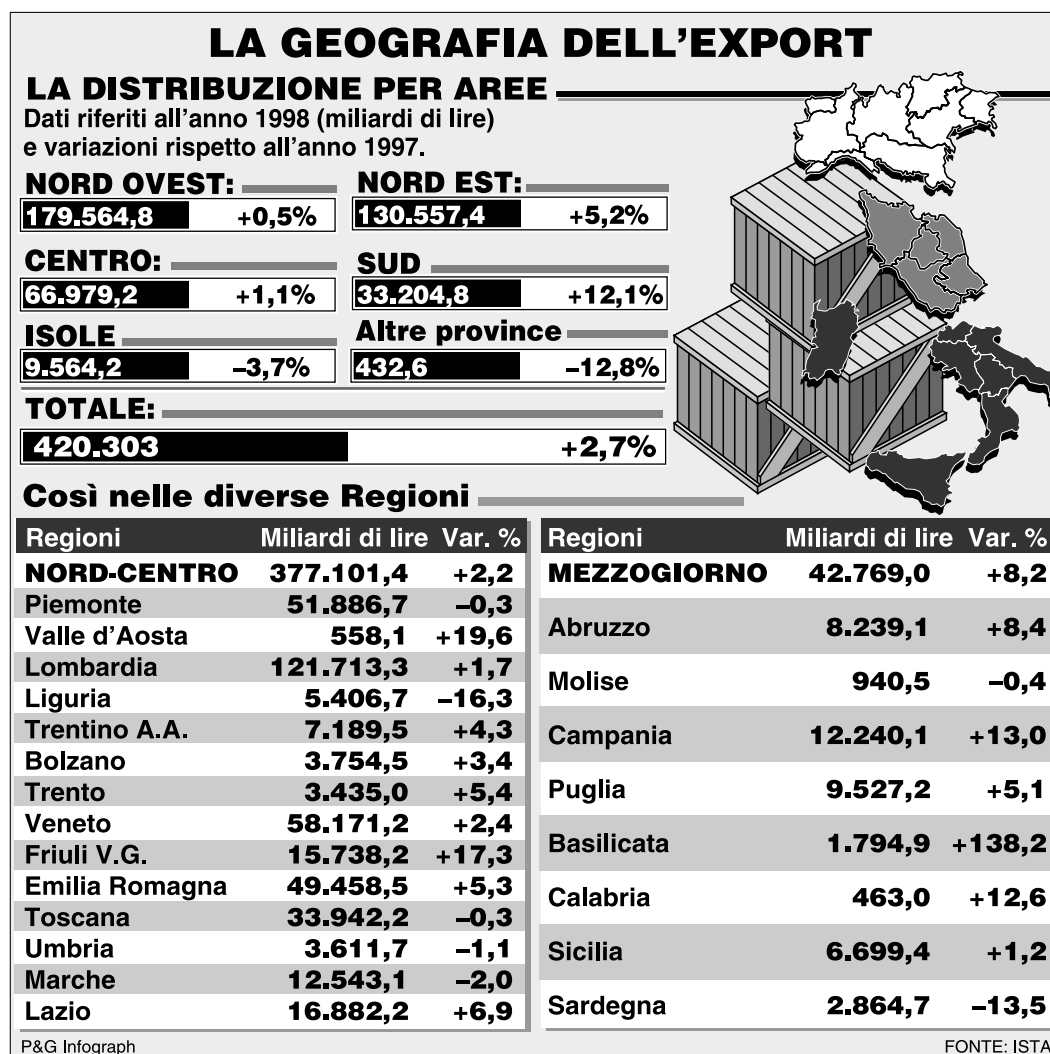 LA GEOGRAFIA DELL'EXPORT
LA DISTRIBUZIONE PER AREE
Dati riferiti all'anno 1998 (miliardi di lire)
e variazioni rispetto all'anno 1997.
NORD OVEST: NORD EST:
179.564,8 +0,5% 130.557,4 +5,2%
CENTRO: SUD
66.979,2 +1,1% 33.204,8 +12,1%
ISOLE Altre province
9.564,2 –3,7% 432,6 –12,8%
TOTALE:
420.303 +2,7%
Così nelle diverse Regioni
Regioni Miliardi di lire Var. %
NORD-CENTRO 377.101,4 +2,2
Piemonte 51.886,7 –0,3
Valle d'Aosta 558,1 +19,6
Lombardia 121.713,3 +1,7
Liguria 5.406,7 –16,3
Trentino A.A. 7.189,5 +4,3
Bolzano 3.754,5 +3,4
Trento 3.435,0 +5,4
Veneto 58.171,2 +2,4
Friuli V.G. 15.738,2 +17,3
Emilia Romagna 49.458,5 +5,3
Toscana 33.942,2 –0,3
Umbria 3.611,7 –1,1
Marche 12.543,1 –2,0
Lazio 16.882,2 +6,9
Regioni Miliardi di lire Var. %
MEZZOGIORNO 42.769,0 +8,2
Abruzzo 8.239,1 +8,4
Molise 940,5 –0,4
Campania 12.240,1 +13,0
Puglia 9.527,2 +5,1
Basilicata 1.794,9 +138,2
Calabria 463,0 +12,6
Sicilia 6.699,4 +1,2
Sardegna 2.864,7 –13,5
P&G Infograph
FONTE: ISTA